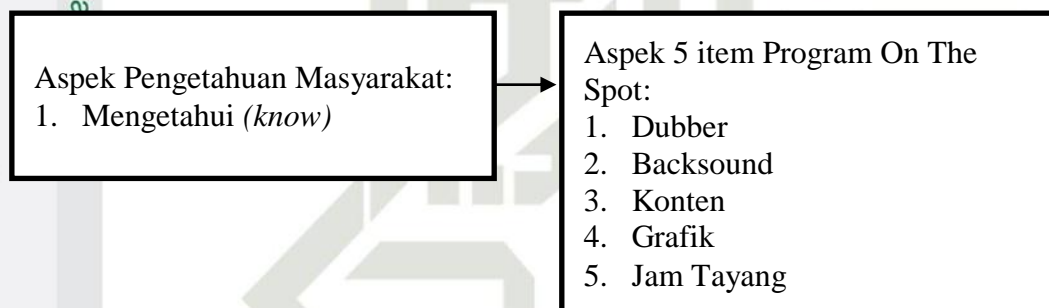 Aspek Pengetahuan Masyarakat:
1. Mengetahui (know)
Aspek 5 item Program On The
Spot:
1. Dubber
2. Backsound
3. Konten
4. Grafik
5. Jam Tayang